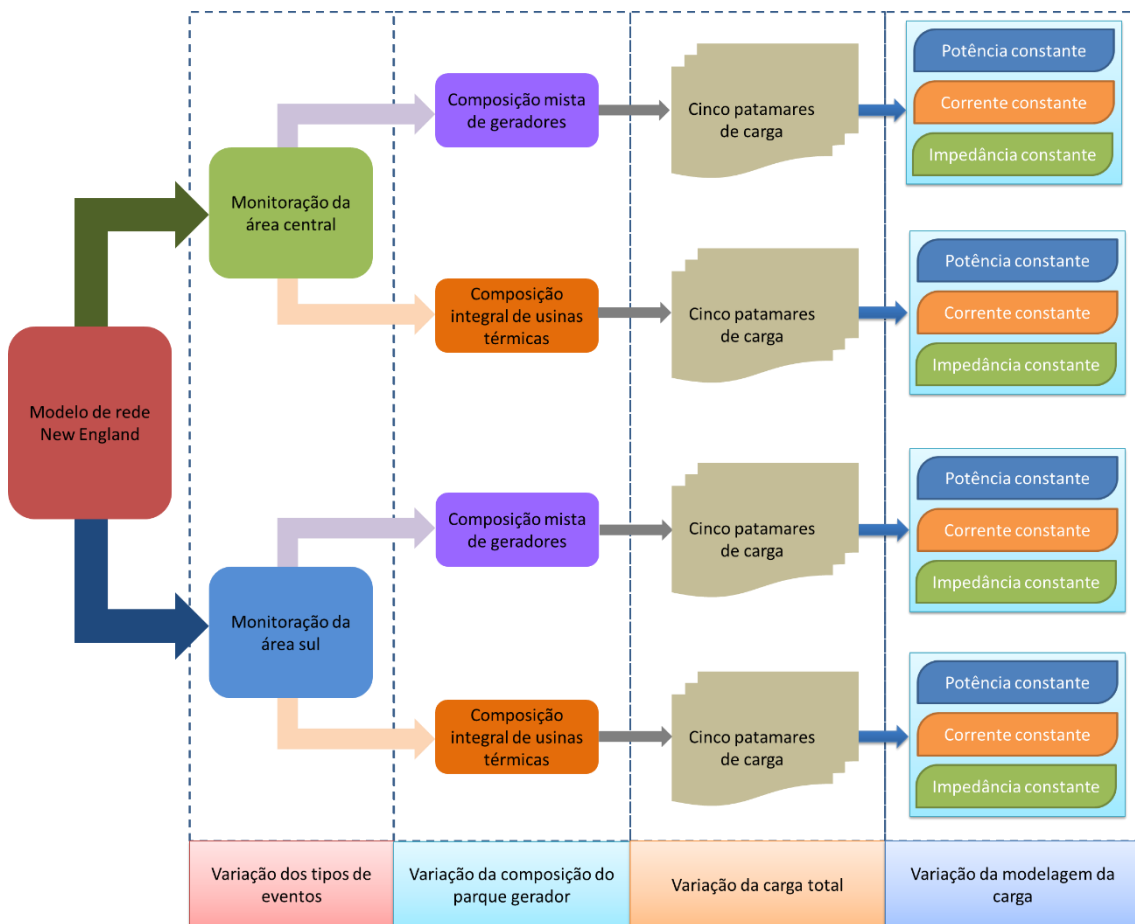 Modelo de rede
New England
Monitoração da
área central
Composição mista
de geradores
Cinco patamares
de carga
Potência constante
Corrente constante
Impedância constante
Composição
integral de usinas
térmicas
Cinco patamares
de carga
Potência constante
Corrente constante
Impedância constante
Monitoração da
área sul
Composição mista
de geradores
Cinco patamares
de carga
Potência constante
Corrente constante
Impedância constante
Composição
integral de usinas
térmicas
Cinco patamares
de carga
Potência constante
Corrente constante
Impedância constante
Variação dos tipos de
eventos
Variação da composição do
parque gerador
Variação da carga total
Variação da modelagem da
carga